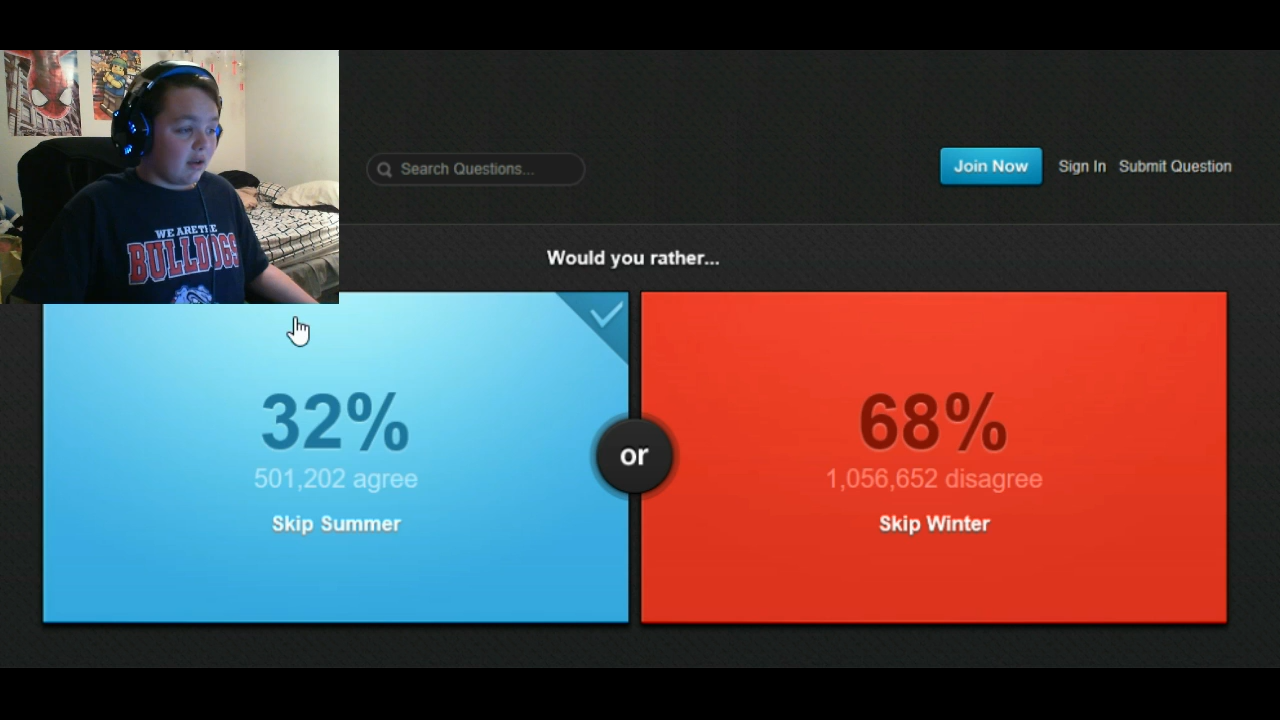 WE ARE THE
BULLDOGS
Search Questions...
Join Now
Sign In
Submit Question
Would you rather...
32%
501,202 agree
Skip Summer
or
68%
1,056,652 disagree
Skip Winter